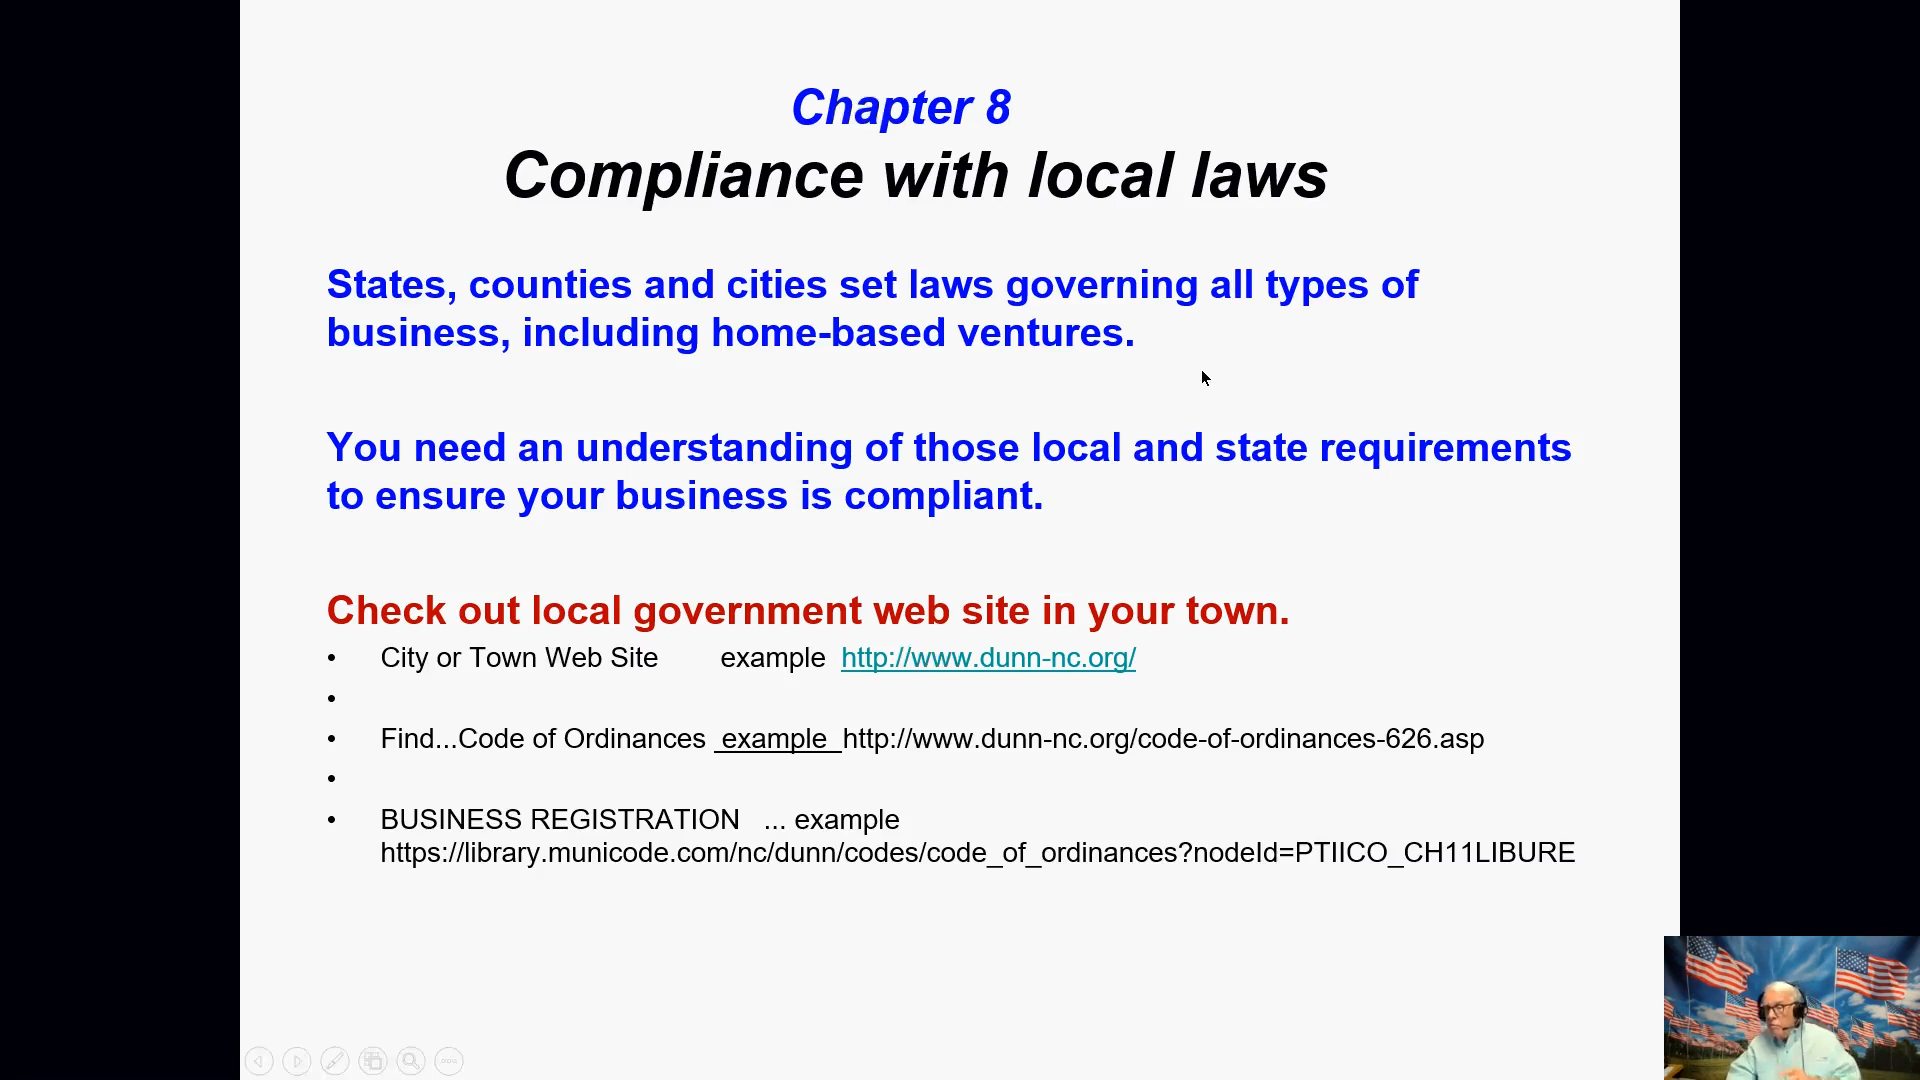 Chapter 8
Compliance with local laws
States, counties and cities set laws governing all types of
business, including home-based ventures.
You need an understanding of those local and state requirements
to ensure your business is compliant.
Check out local government web site in your town.
• City or Town Web Site example http://www.dunn-nc.org/
•
• Find...Code of Ordinances example http://www.dunn-nc.org/code-of-ordinances-626.asp
•
• BUSINESS REGISTRATION ... example
https://library.municode.com/nc/dunn/codes/code_of_ordinances?nodeId=PTIICO_CH11LIBURE